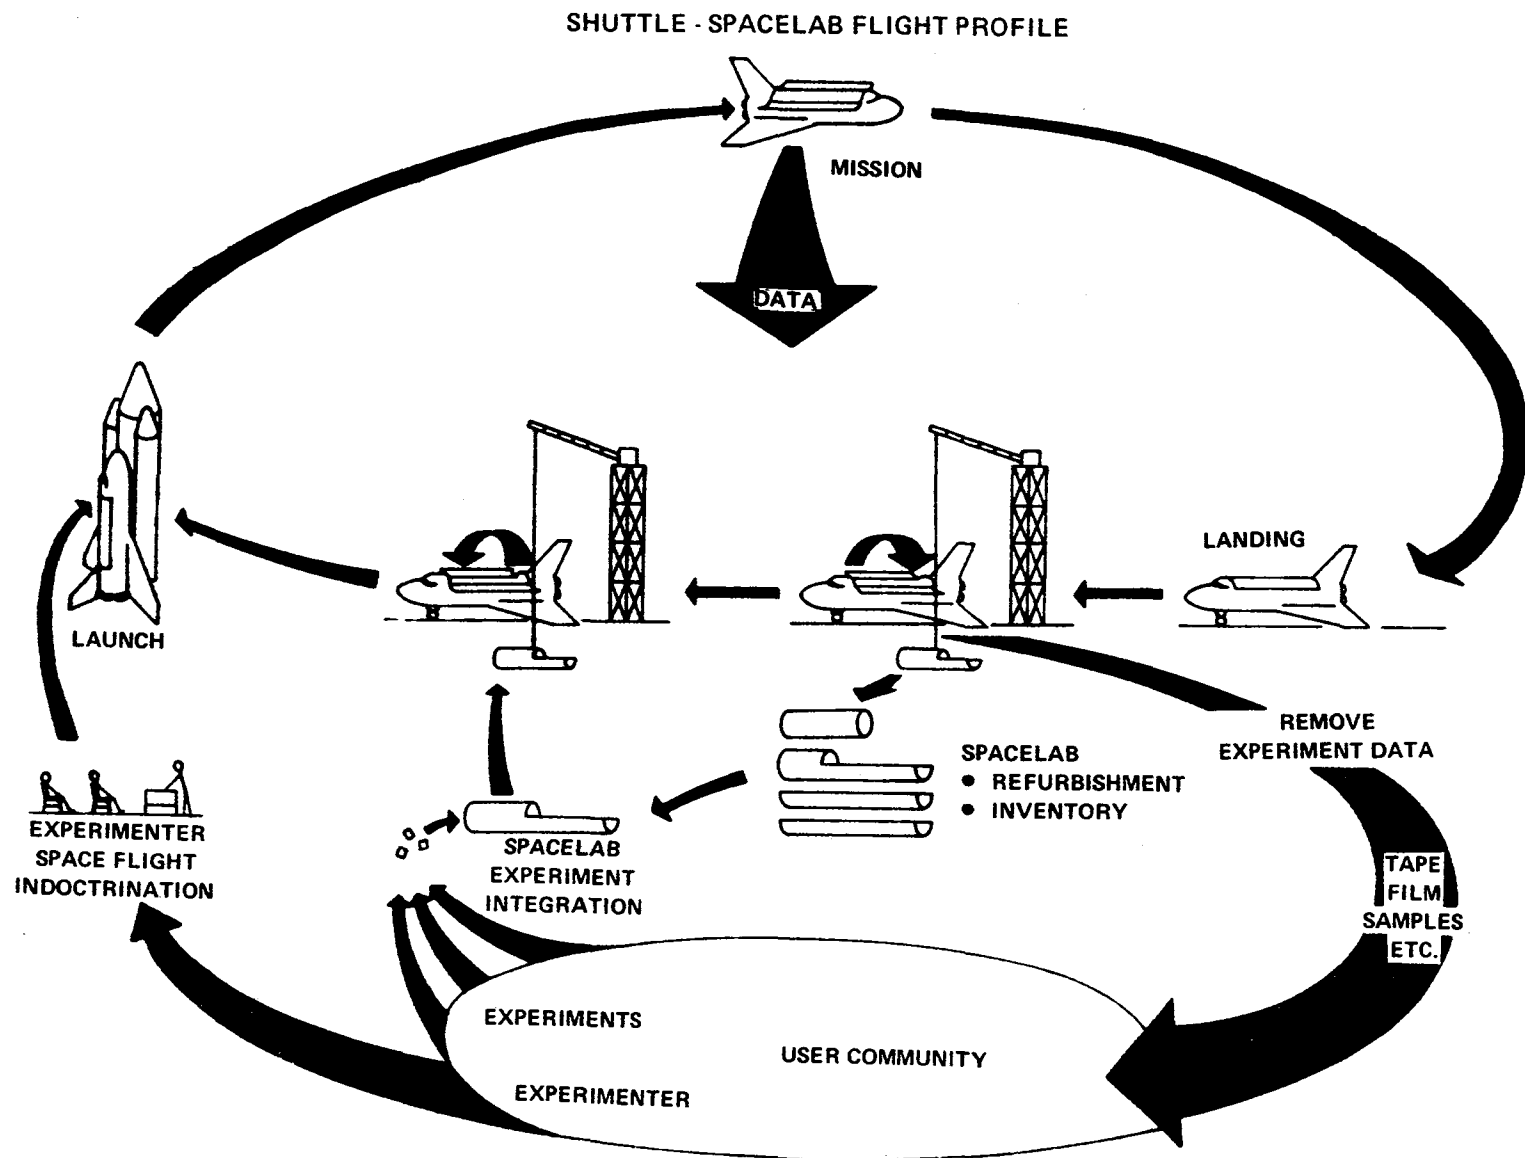 SHUTTLE - SPACELAB FLIGHT PROFILE
MISSION
DATA
LANDING
LAUNCH
REMOVE
EXPERIMENT DATA
SPACELAB
● REFURBISHMENT
● INVENTORY
EXPERIMENTER
SPACE FLIGHT
INDOCTRINATION
SPACELAB
EXPERIMENT
INTEGRATION
TAPE
FILM
SAMPLES
ETC.
EXPERIMENTS
USER COMMUNITY
EXPERIMENTER